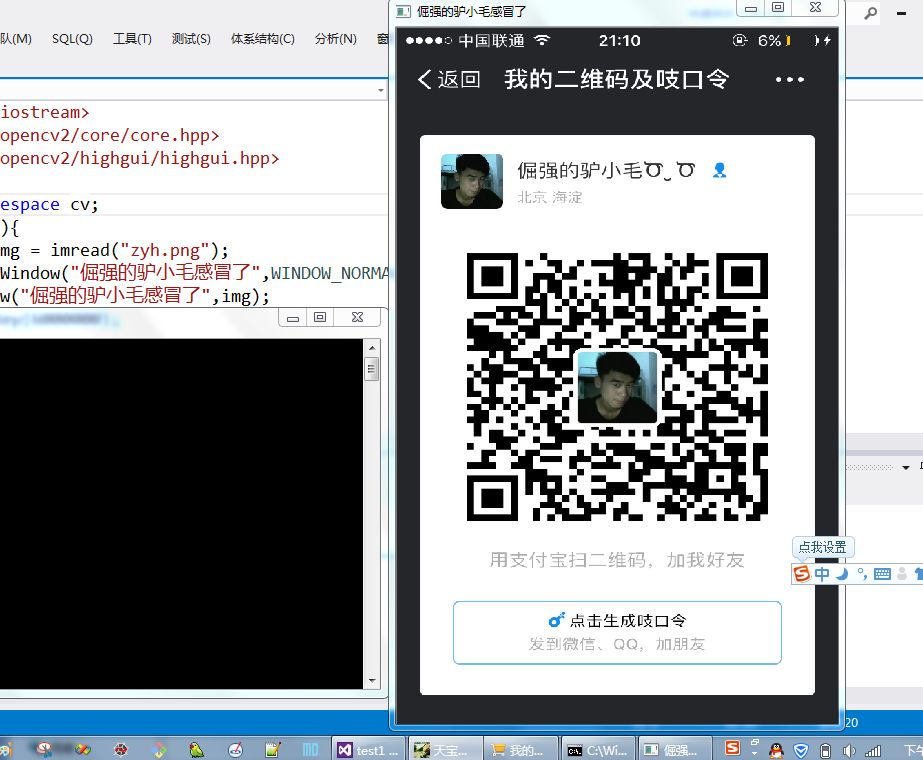 倔强的驴小毛感冒了
队(M) SQL(Q) 工具(T) 测试(S) 体系结构(C) 分析(N) 窗
iostream>
opencv2/core/core.hpp>
opencv2/highgui/highgui.hpp>
espace cv;
){
mg = imread("zyh.png");
Window("倔强的驴小毛感冒了",WINDOW_NORMA
w("倔强的驴小毛感冒了",img);
中国联通 21:10 6%
返回 我的二维码及吱口令
倔强的驴小毛
北京 海淀
用支付宝扫二维码，加我好友
点击生成吱口令
发到微信、QQ，加朋友
点我设置
中
20
test1 ... 天宝... 我的... C:\Wi... 倔强... 下午